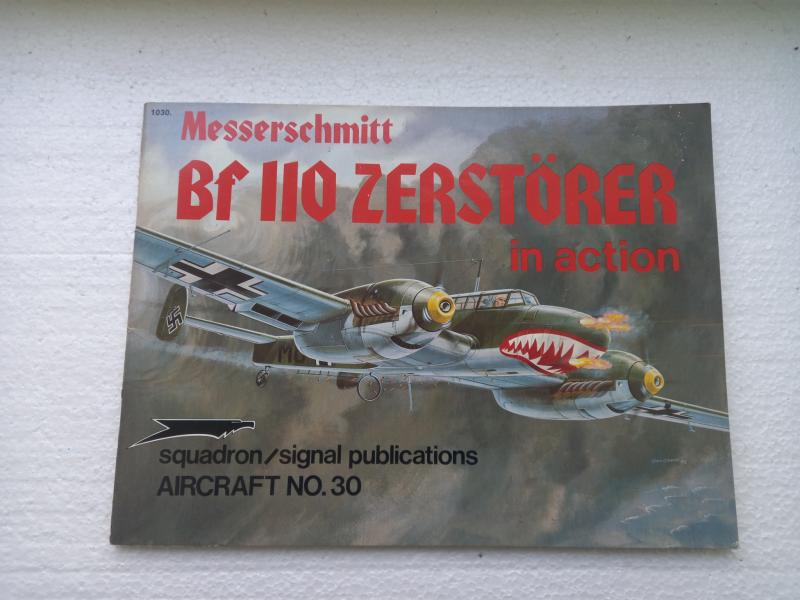 1030.
Messerschmitt
Bf 110 ZERSTÖRER
in action
squadron/signal publications
AIRCRAFT NO. 30